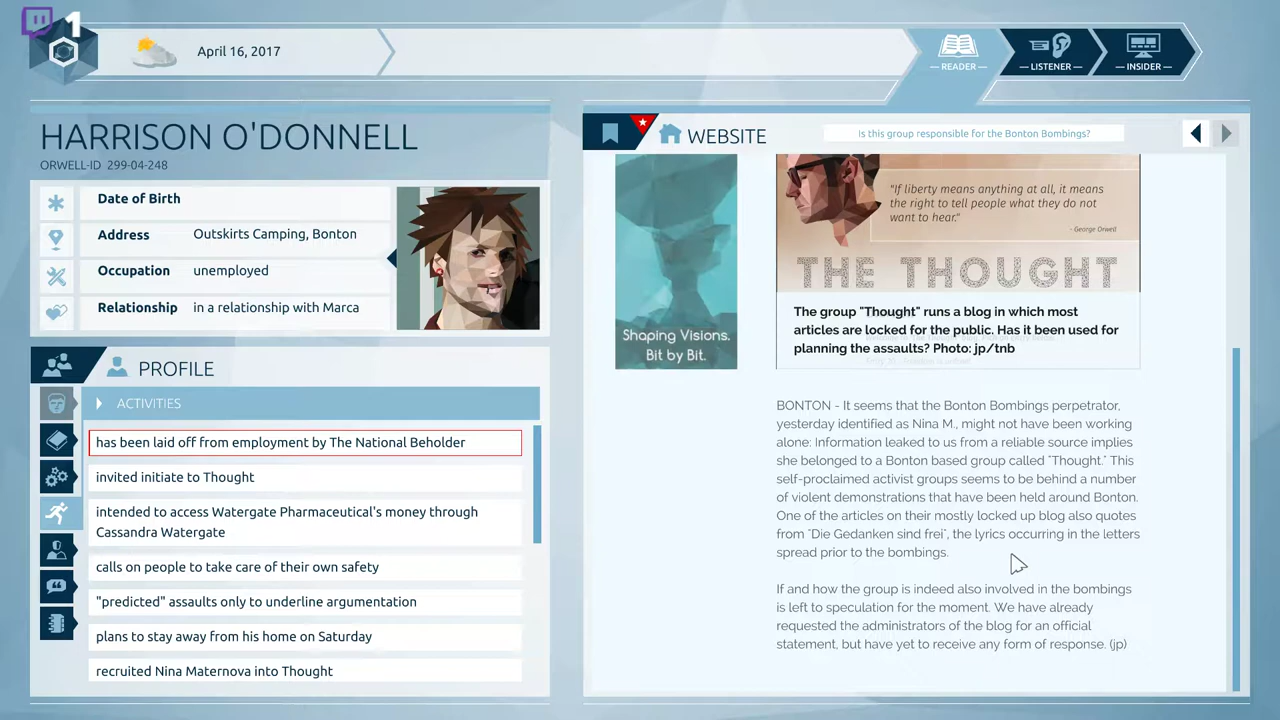 1
April 16, 2017
READER
LISTENER
INSIDER
HARRISON O'DONNELL
ORWELL-ID 299-04-248
Date of Birth
Address Outskirts Camping, Bonton
Occupation unemployed
Relationship in a relationship with Marca
PROFILE
ACTIVITIES
has been laid off from employment by The National Beholder
invited initiate to Thought
intended to access Watergate Pharmaceutical's money through
Cassandra Watergate
calls on people to take care of their own safety
"predicted" assaults only to underline argumentation
plans to stay away from his home on Saturday
recruited Nina Maternova into Thought
WEBSITE
Is this group responsible for the Bonton Bombings?
Shaping Visions.
Bit by Bit.
"If liberty means anything at all, it means
the right to tell people what they do not
want to hear."
- George Orwell
THE THOUGHT
The group "Thought" runs a blog in which most
articles are locked for the public. Has it been used for
planning the assaults? Photo: jp/tnb
BONTON - It seems that the Bonton Bombings perpetrator,
yesterday identified as Nina M., might not have been working
alone: Information leaked to us from a reliable source implies
she belonged to a Bonton based group called "Thought." This
self-proclaimed activist groups seems to be behind a number
of violent demonstrations that have been held around Bonton.
One of the articles on their mostly locked up blog also quotes
from "Die Gedanken sind frei", the lyrics occurring in the letters
spread prior to the bombings.
If and how the group is indeed also involved in the bombings
is left to speculation for the moment. We have already
requested the administrators of the blog for an official
statement, but have yet to receive any form of response. (jp)